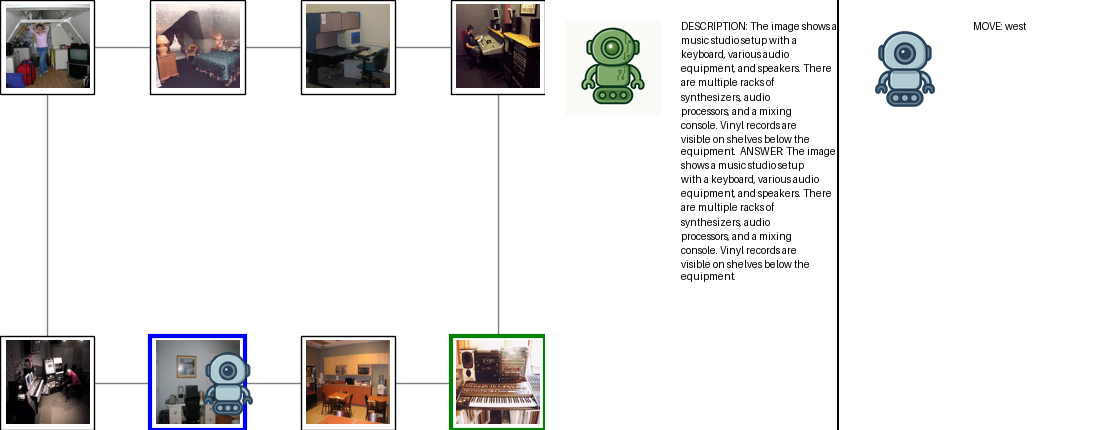 DESCRIPTION: The image shows a
music studio setup with a
keyboard, various audio
equipment, and speakers. There
are multiple racks of
synthesizers, audio
processors, and a mixing
console. Vinyl records are
visible on shelves below the
equipment. ANSWER: The image
shows a music studio setup
with a keyboard, various audio
equipment, and speakers. There
are multiple racks of
synthesizers, audio
processors, and a mixing
console. Vinyl records are
visible on shelves below the
equipment.
MOVE: west